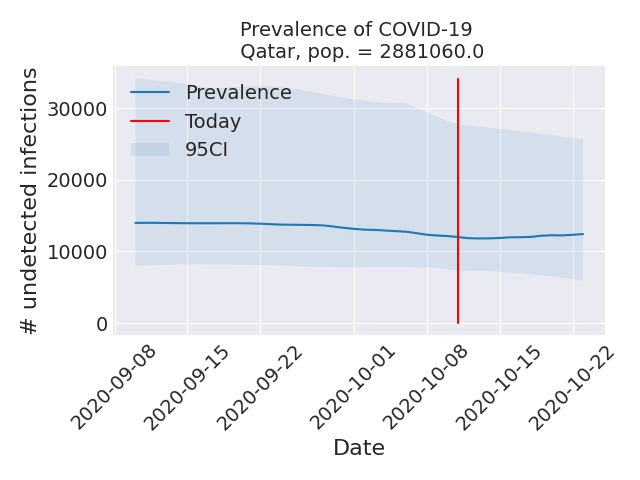 Prevalence of COVID-19
Qatar, pop. = 2881060.0
Prevalence
Today
95CI
30000
20000
10000
0
# undetected infections
2020-09-08
2020-09-15
2020-09-22
2020-10-01
2020-10-08
2020-10-15
2020-10-22
Date